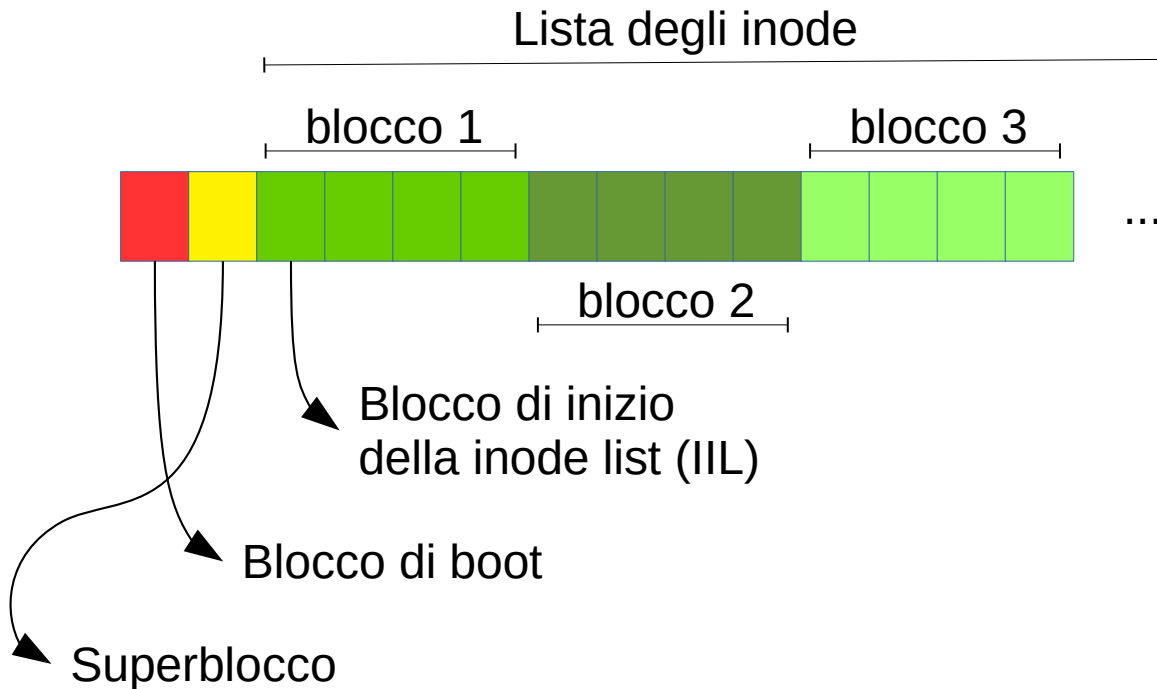 Lista degli inode
blocco 1
blocco 3
...
blocco 2
Blocco di inizio
della inode list (IIL)
Blocco di boot
Superblocco